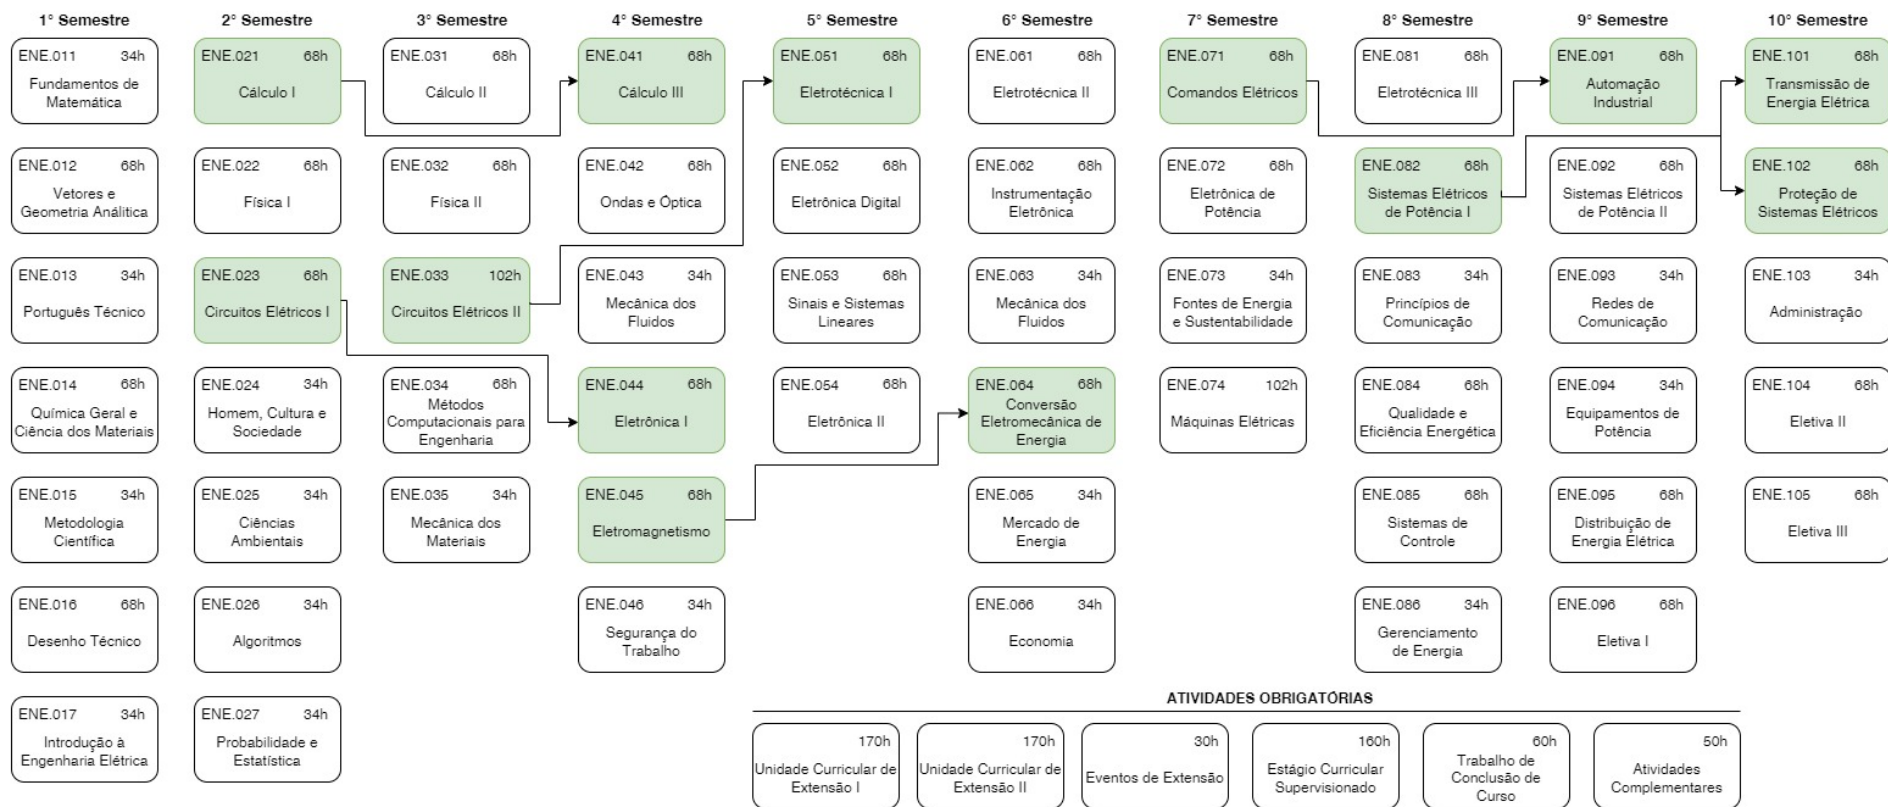 1° Semestre
2° Semestre
3° Semestre
4° Semestre
5° Semestre
6° Semestre
7° Semestre
8° Semestre
9° Semestre
10° Semestre
ENE.011 34h
Fundamentos de
Matemática
ENE.012 68h
Vetores e
Geometria Análitica
ENE.013 34h
Português Técnico
ENE.014 68h
Química Geral e
Ciência dos Materiais
ENE.015 34h
Metodologia
Científica
ENE.016 68h
Desenho Técnico
ENE.017 34h
Introdução à
Engenharia Elétrica
ENE.021 68h
Cálculo I
ENE.022 68h
Física I
ENE.023 68h
Circuitos Elétricos I
ENE.024 34h
Homem, Cultura e
Sociedade
ENE.025 34h
Ciências
Ambientais
ENE.026 34h
Algoritmos
ENE.027 34h
Probabilidade e
Estatística
ENE.031 68h
Cálculo II
ENE.032 68h
Física II
ENE.033 102h
Circuitos Elétricos II
ENE.034 68h
Métodos
Computacionais para
Engenharia
ENE.035 34h
Mecânica dos
Materiais
ENE.041 68h
Cálculo III
ENE.042 68h
Ondas e Óptica
ENE.043 34h
Mecânica dos
Fluidos
ENE.044 68h
Eletrônica I
ENE.045 68h
Eletromagnetismo
ENE.046 34h
Segurança do
Trabalho
ENE.051 68h
Eletrotécnica I
ENE.052 68h
Eletrônica Digital
ENE.053 68h
Sinais e Sistemas
Lineares
ENE.054 68h
Eletrônica II
ENE.061 68h
Eletrotécnica II
ENE.062 68h
Instrumentação
Eletrônica
ENE.063 34h
Mecânica dos
Fluidos
ENE.064 68h
Conversão
Eletromecânica de
Energia
ENE.065 34h
Mercado de
Energia
ENE.066 34h
Economia
ENE.071 68h
Comandos Elétricos
ENE.072 68h
Eletrônica de
Potência
ENE.073 34h
Fontes de Energia
e Sustentabilidade
ENE.074 102h
Máquinas Elétricas
ENE.081 68h
Eletrotécnica III
ENE.082 68h
Sistemas Elétricos
de Potência I
ENE.083 34h
Princípios de
Comunicação
ENE.084 68h
Qualidade e
Eficiência Energética
ENE.085 68h
Sistemas de
Controle
ENE.086 34h
Gerenciamento
de Energia
ENE.091 68h
Automação
Industrial
ENE.092 68h
Sistemas Elétricos
de Potência II
ENE.093 34h
Redes de
Comunicação
ENE.094 34h
Equipamentos de
Potência
ENE.095 68h
Distribuição de
Energia Elétrica
ENE.096 68h
Eletiva I
ENE.101 68h
Transmissão de
Energia Elétrica
ENE.102 68h
Proteção de
Sistemas Elétricos
ENE.103 34h
Administração
ENE.104 68h
Eletiva II
ENE.105 68h
Eletiva III
ATIVIDADES OBRIGATÓRIAS
170h
Unidade Curricular de
Extensão I
170h
Unidade Curricular de
Extensão II
30h
Eventos de Extensão
160h
Estágio Curricular
Supervisionado
60h
Trabalho de
Conclusão de
Curso
50h
Atividades
Complementares